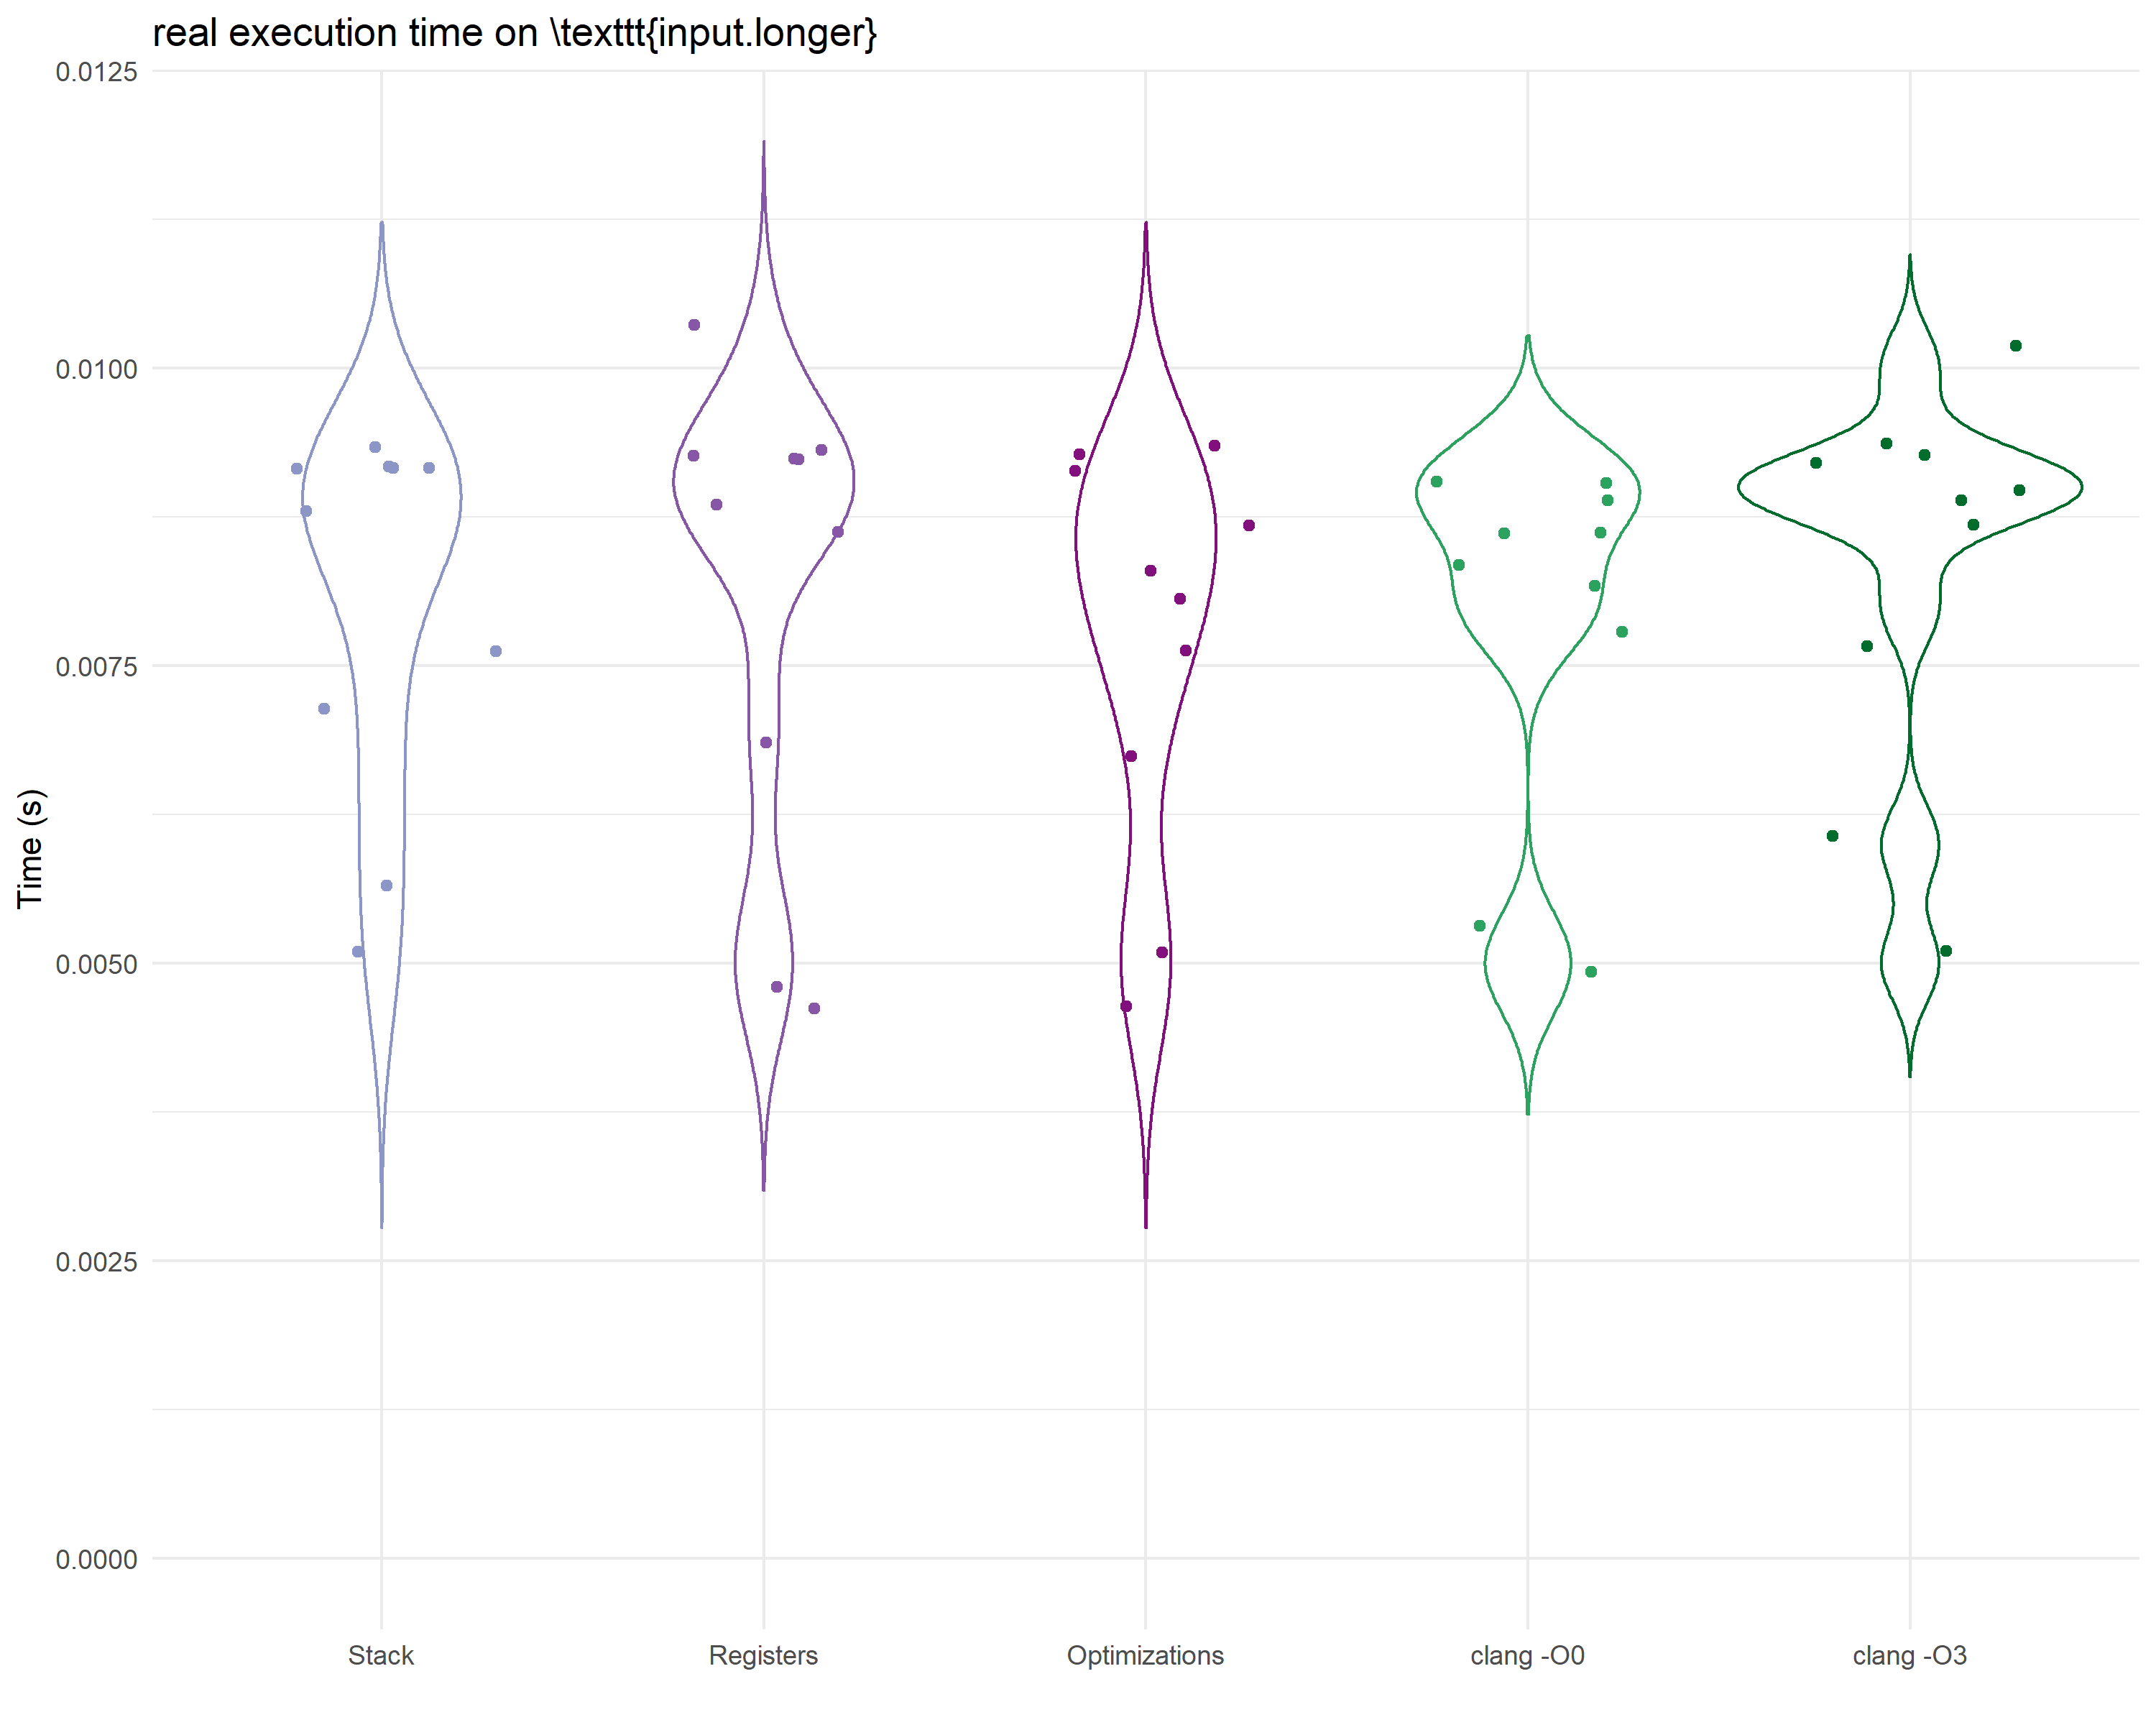 real execution time on \texttt{input.longer}
0.0125
0.0100
0.0075
0.0050
0.0025
0.0000
Time (s)
Stack
Registers
Optimizations
clang -O0
clang -O3